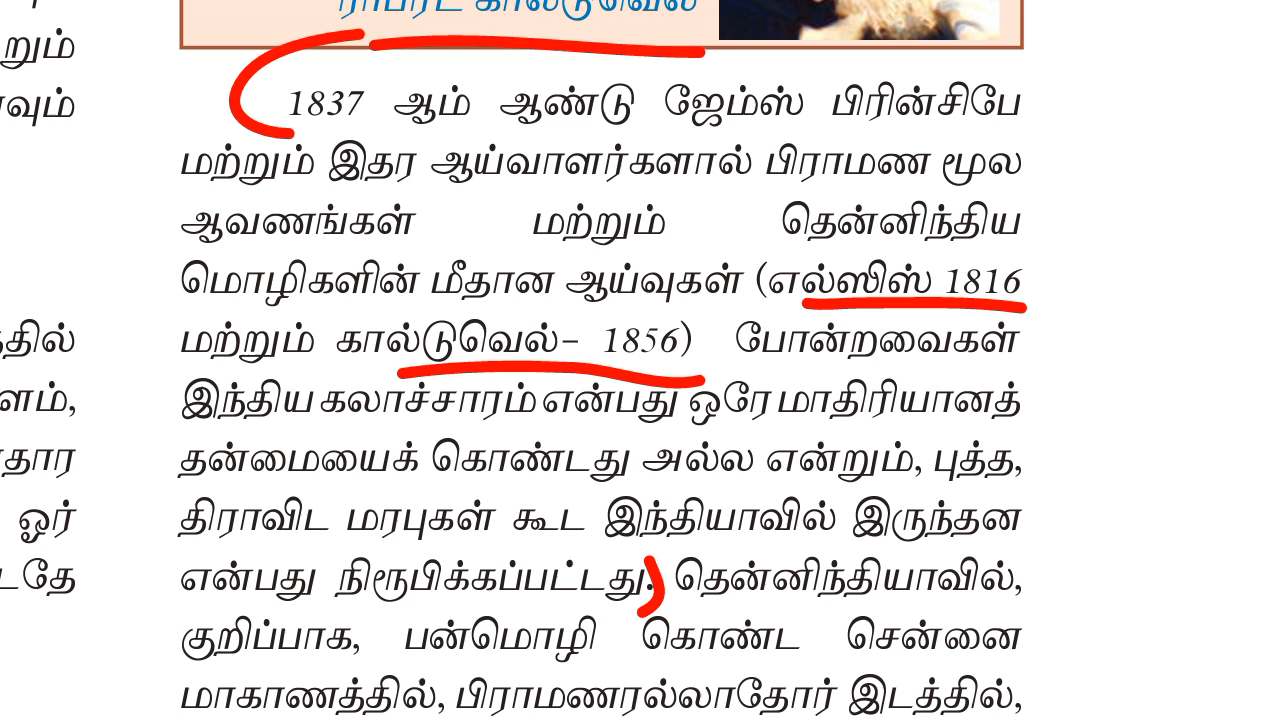 ராபர்ட் கால்டுவெல்
றும்
வும்
1837 ஆம் ஆண்டு ஜேம்ஸ் பிரின்சிபே
மற்றும் இதர ஆய்வாளர்களால் பிராமண மூல
ஆவணங்கள் மற்றும் தென்னிந்திய
மொழிகளின் மீதான ஆய்வுகள் (எல்ஸிஸ் 1816
மற்றும் கால்டுவெல்– 1856) போன்றவைகள்
இந்திய கலாச்சாரம் என்பது ஒரே மாதிரியானத்
தன்மையைக் கொண்டது அல்ல என்றும், புத்த,
திராவிட மரபுகள் கூட இந்தியாவில் இருந்தன
என்பது நிரூபிக்கப்பட்டது. தென்னிந்தியாவில்,
குறிப்பாக, பன்மொழி கொண்ட சென்னை
மாகாணத்தில், பிராமணரல்லாதோர் இடத்தில்,
ளம்,
தார
ஓர்
டதே